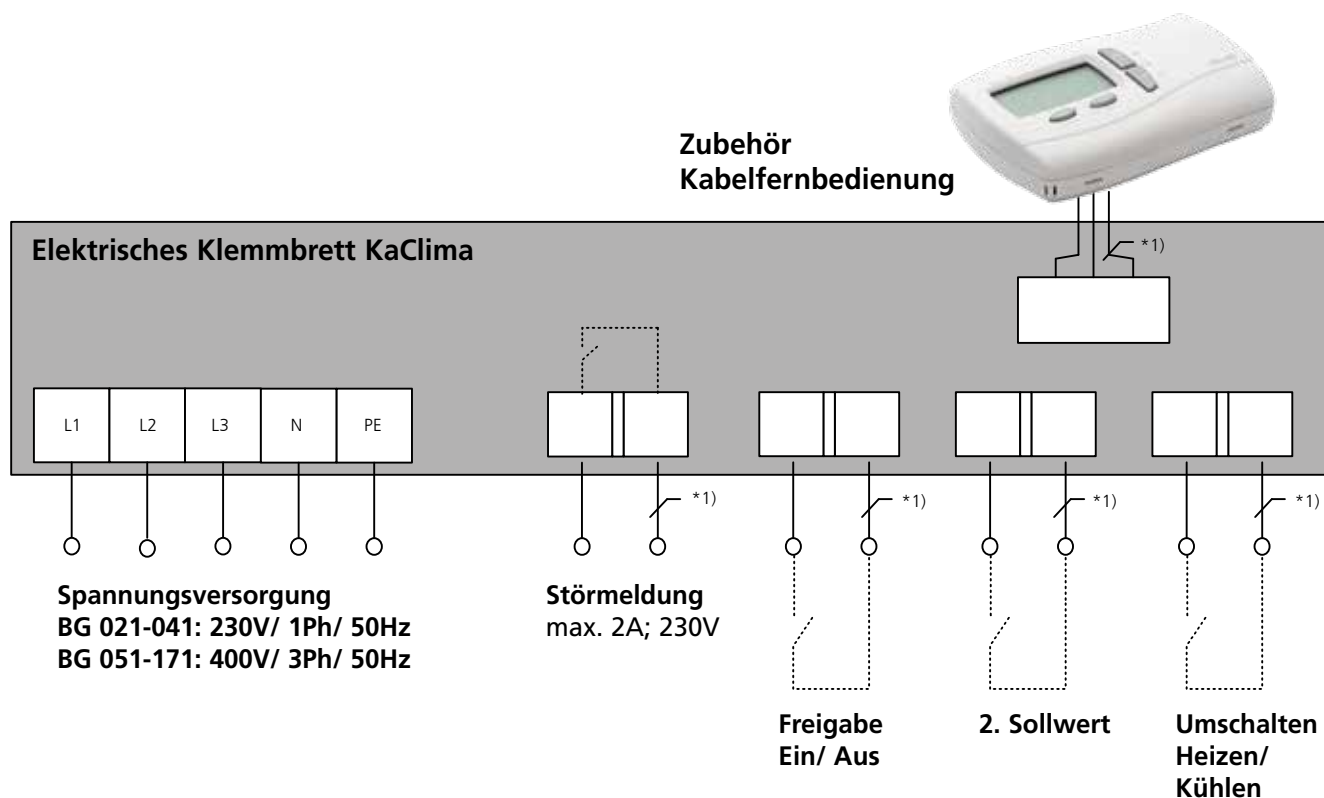 Zubehör
Kabelfernbedienung
Elektrisches Klemmbrett KaClima
*1)
L1 L2 L3 N PE
*1) *1) *1) *1)
Spannungsversorgung
BG 021-041: 230V/ 1Ph/ 50Hz
BG 051-171: 400V/ 3Ph/ 50Hz
Störmeldung
max. 2A; 230V
Freigabe
Ein/ Aus
2. Sollwert
Umschalten
Heizen/
Kühlen